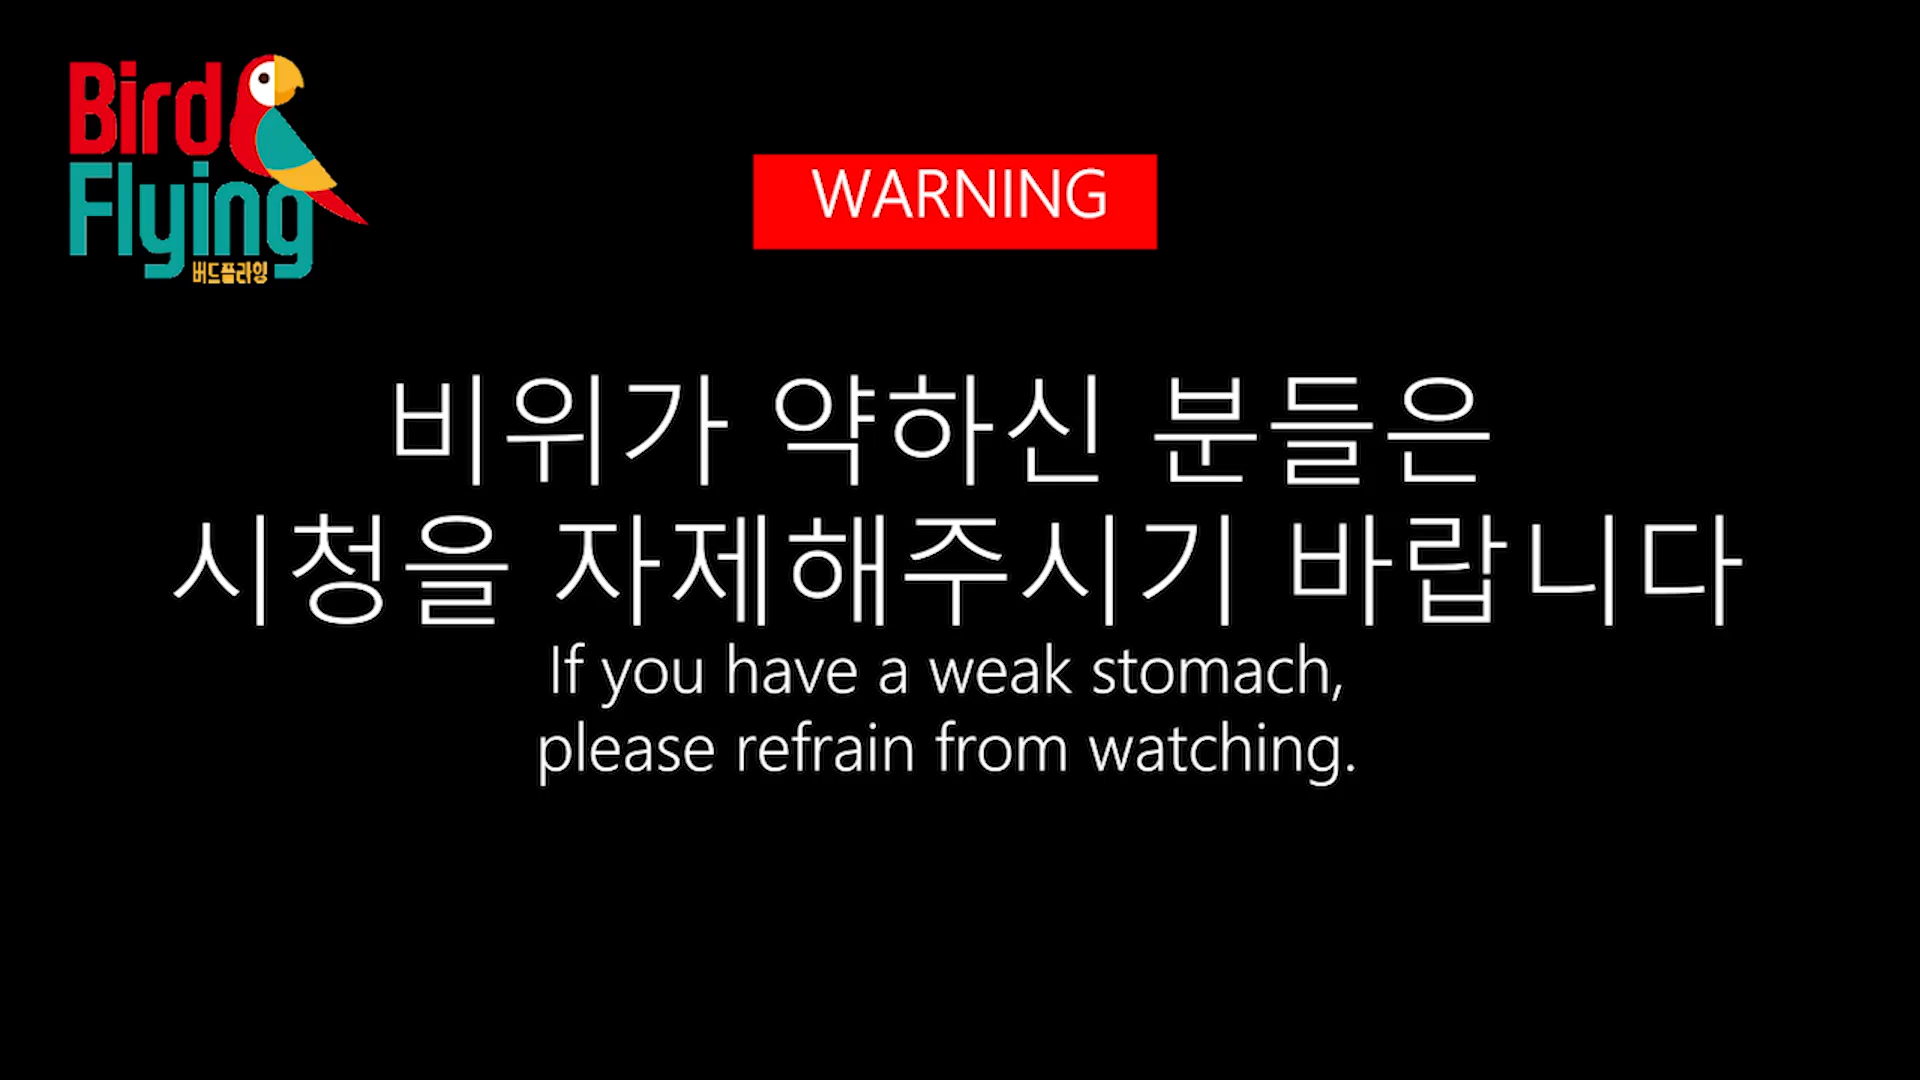 Bird
Flying
버드플라잉
WARNING
비위가 약하신 분들은
시청을 자제해주시기 바랍니다
If you have a weak stomach,
please refrain from watching.